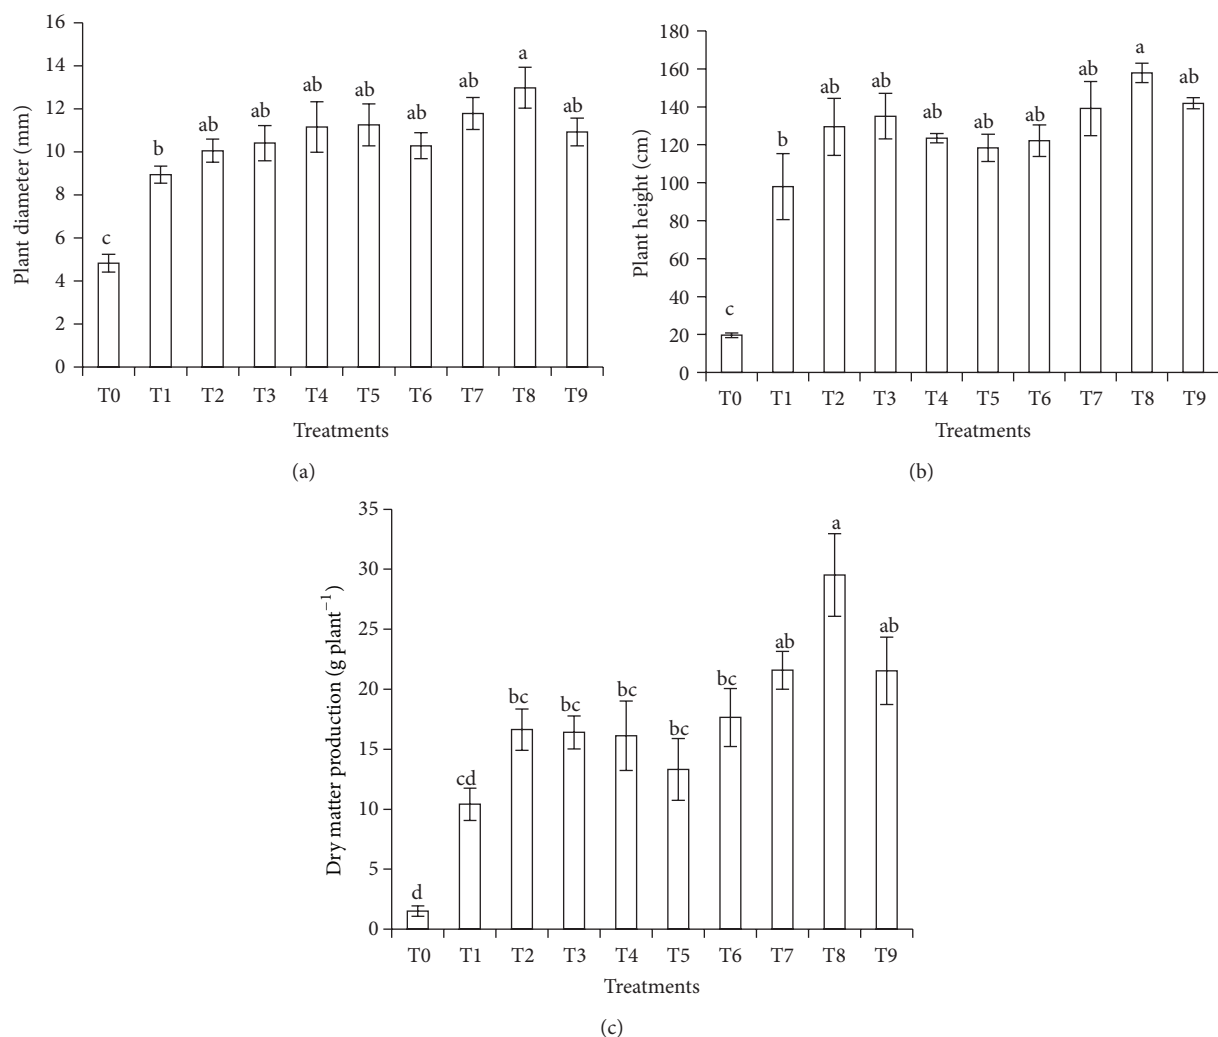 Plant diameter (mm)
16
14
12
10
8
6
4
2
0
c
b
ab
ab
ab
ab
ab
ab
a
ab
T0 T1 T2 T3 T4 T5 T6 T7 T8 T9
Treatments
(a)
Plant height (cm)
180
160
140
120
100
80
60
40
20
0
c
b
ab
ab
ab
ab
ab
ab
a
ab
T0 T1 T2 T3 T4 T5 T6 T7 T8 T9
Treatments
(b)
Dry matter production (g plant⁻¹)
35
30
25
20
15
10
5
0
d
cd
bc
bc
bc
bc
bc
ab
a
ab
T0 T1 T2 T3 T4 T5 T6 T7 T8 T9
Treatments
(c)